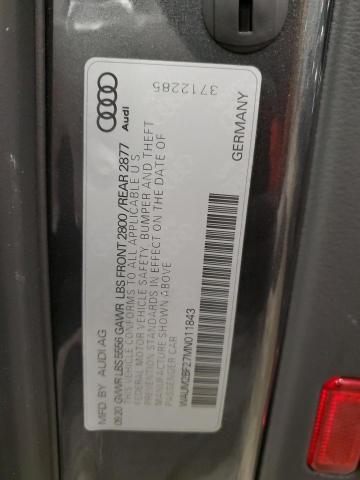 MFD BY AUDI AG
09.20 GVWR LBS 5556 GAWR LBS FRONT 2800 / REAR 2877
THIS VEHICLE CONFORMS TO ALL APPLICABLE U'S
FEDERAL MOTOR VEHICLE SAFETY, BUMPER AND THEFT
PREVENTION STANDARDS IN EFFECT ON THE DATE OF
MANUFACTURE SHOWN ABOVE
PASSENGER CAR
WAUM2BF27MN011843
Audi
3712285
GERMANY